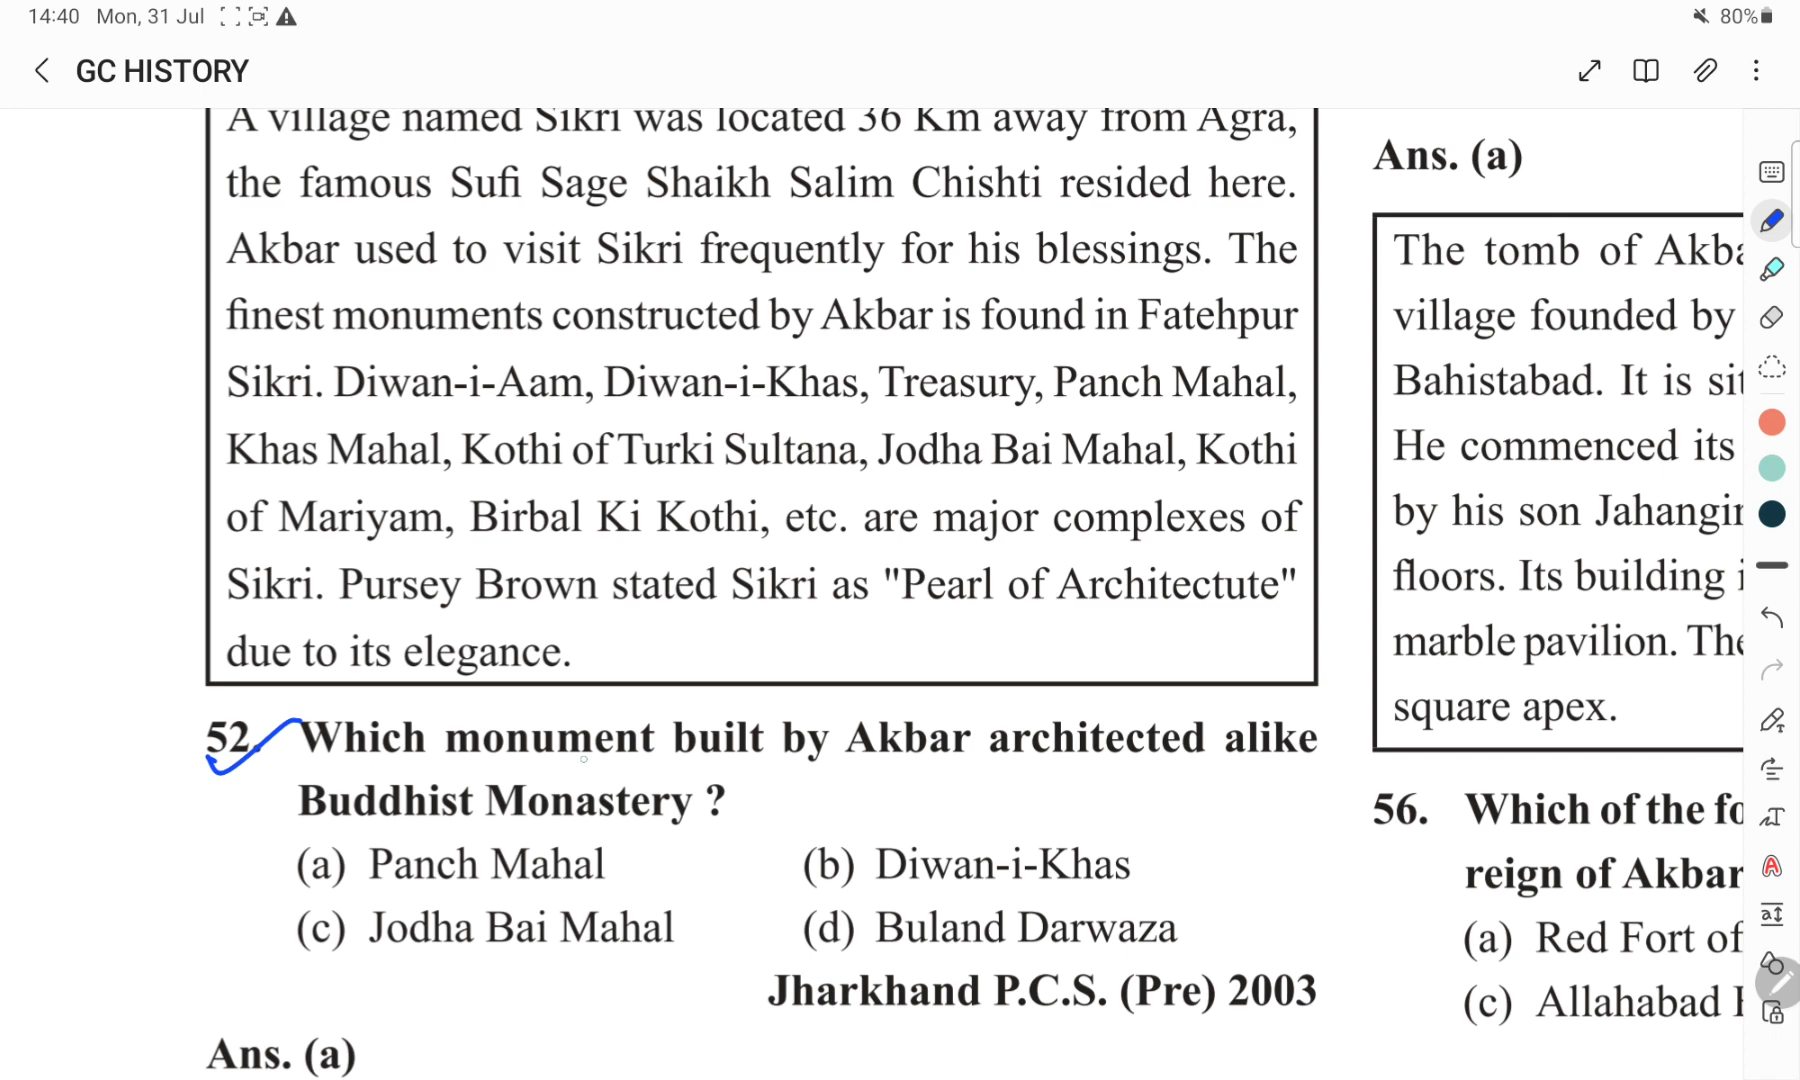 14:40 Mon, 31 Jul
80%
GC HISTORY
A village named Sikri was located 36 Km away from Agra,
the famous Sufi Sage Shaikh Salim Chishti resided here.
Akbar used to visit Sikri frequently for his blessings. The
finest monuments constructed by Akbar is found in Fatehpur
Sikri. Diwan-i-Aam, Diwan-i-Khas, Treasury, Panch Mahal,
Khas Mahal, Kothi of Turki Sultana, Jodha Bai Mahal, Kothi
of Mariyam, Birbal Ki Kothi, etc. are major complexes of
Sikri. Pursey Brown stated Sikri as "Pearl of Architectute"
due to its elegance.
52. Which monument built by Akbar architected alike
Buddhist Monastery ?
(a) Panch Mahal (b) Diwan-i-Khas
(c) Jodha Bai Mahal (d) Buland Darwaza
Jharkhand P.C.S. (Pre) 2003
Ans. (a)
Ans. (a)
The tomb of
village founded by
Bahistabad. It is
He commenced its
by his son
floors. Its building
marble pavilion.
square apex.
56. Which of the
reign of Akbar
(a) Red Fort of
(c) Allahabad